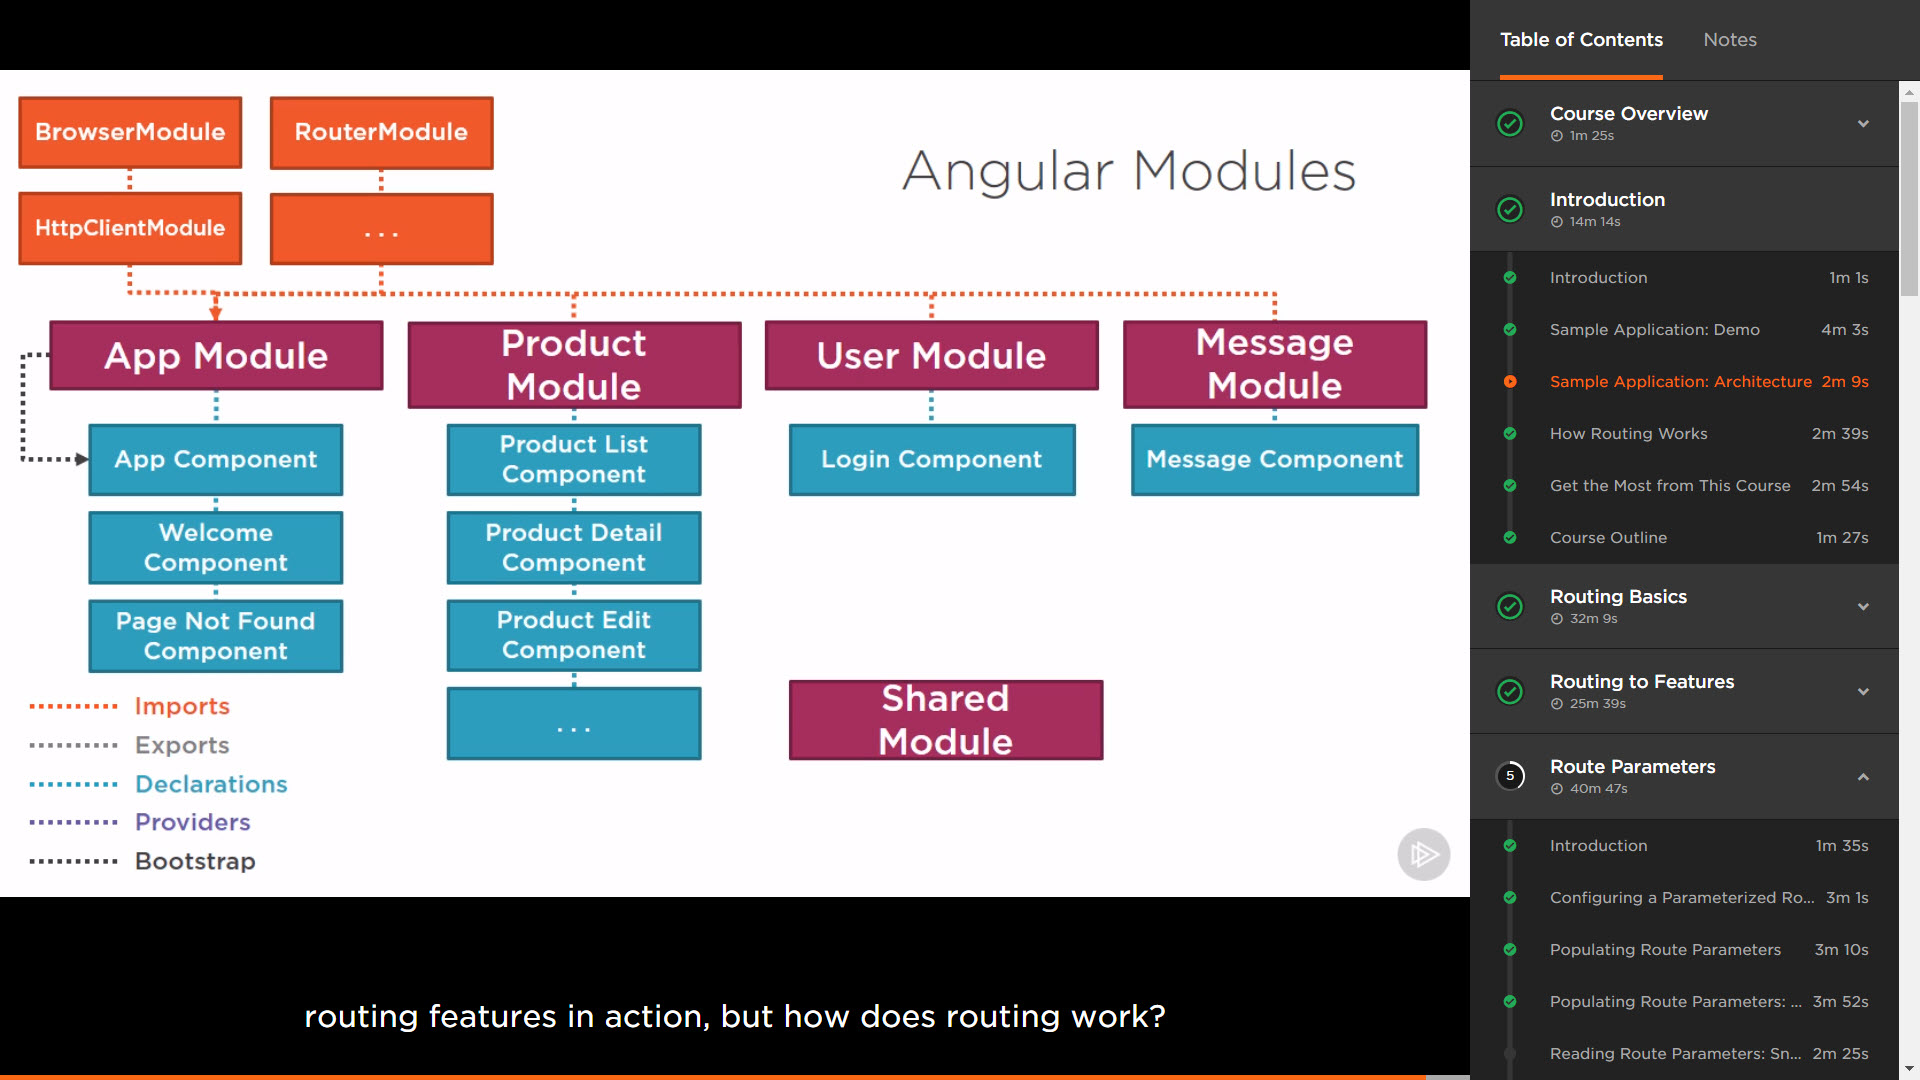 BrowserModule
RouterModule
HttpClientModule
...
Angular Modules
App Module
Product
Module
User Module
Message
Module
App Component
Welcome
Component
Page Not Found
Component
Product List
Component
Product Detail
Component
Product Edit
Component
...
Login Component
Message Component
Shared
Module
Imports
Exports
Declarations
Providers
Bootstrap
routing features in action, but how does routing work?
Table of Contents
Notes
Course Overview
1m 25s
Introduction
14m 14s
Introduction 1m 1s
Sample Application: Demo 4m 3s
Sample Application: Architecture 2m 9s
How Routing Works 2m 39s
Get the Most from This Course 2m 54s
Course Outline 1m 27s
Routing Basics
32m 9s
Routing to Features
25m 39s
5
Route Parameters
40m 47s
Introduction 1m 35s
Configuring a Parameterized Ro... 3m 1s
Populating Route Parameters 3m 10s
Populating Route Parameters: ... 3m 52s
Reading Route Parameters: Sn... 2m 25s